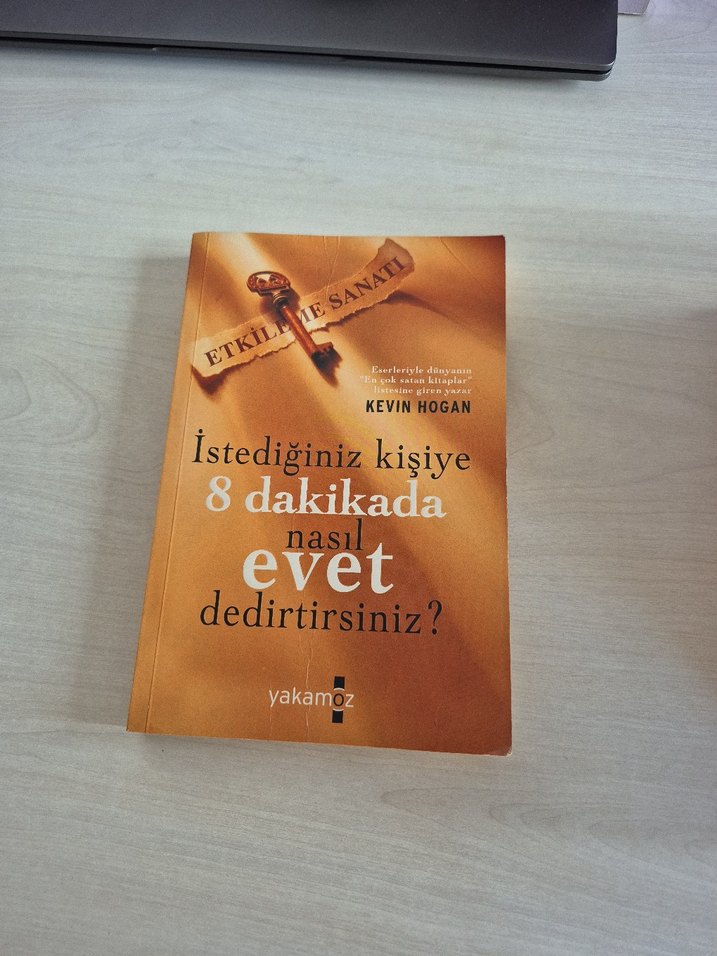 ETKİLEME SANATI
Eserleriyle dünyanın
"En çok satan kitaplar"
listesine giren yazar
KEVIN HOGAN
İstediğiniz kişiye
8 dakikada
nasıl
evet
dedirtirsiniz?
yakamoz